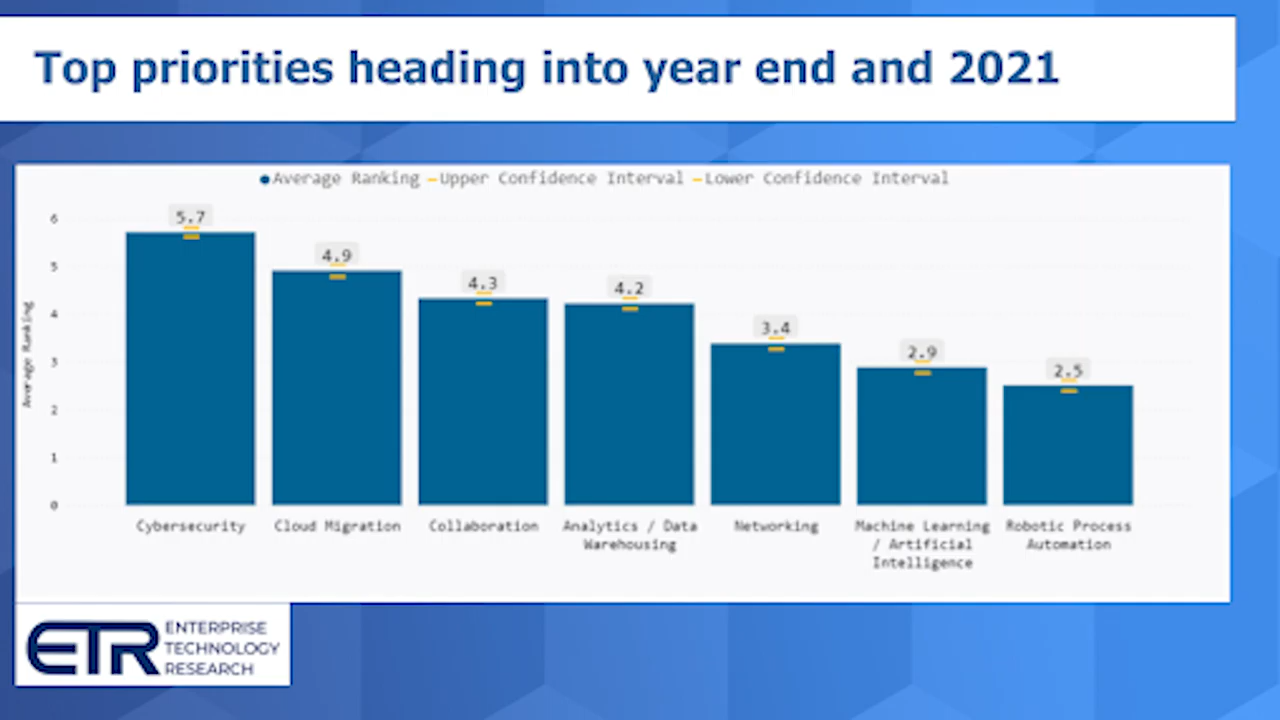 Top priorities heading into year end and 2021
Average Ranking Upper Confidence Interval Lower Confidence Interval
Average Ranking
6
5
4
3
2
1
0
5.7
4.9
4.3
4.2
3.4
2.9
2.5
Cybersecurity
Cloud Migration
Collaboration
Analytics / Data
Warehousing
Networking
Machine Learning
/ Artificial
Intelligence
Robotic Process
Automation
ETR
ENTERPRISE
TECHNOLOGY
RESEARCH